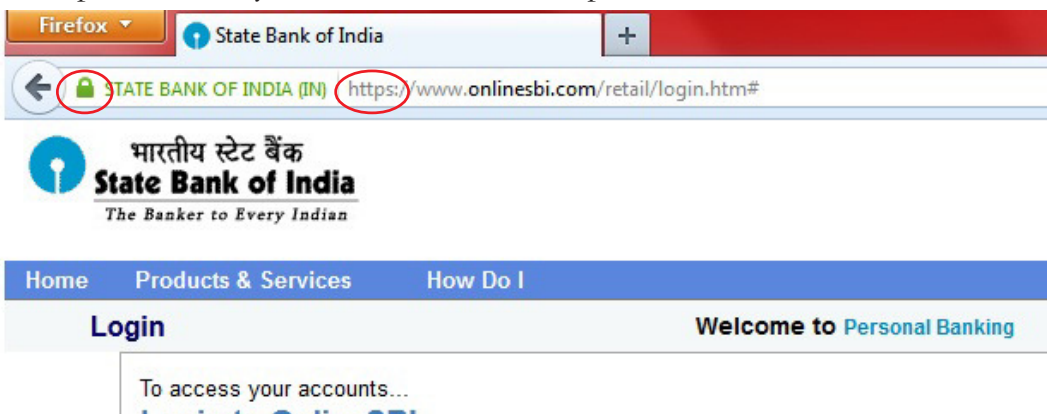 Firefox
State Bank of India
+
STATE BANK OF INDIA (IN) https://www.onlinesbi.com/retail/login.htm#
भारतीय स्टेट बैंक
State Bank of India
The Banker to Every Indian
Home Products & Services How Do I
Login Welcome to Personal Banking
To access your accounts...